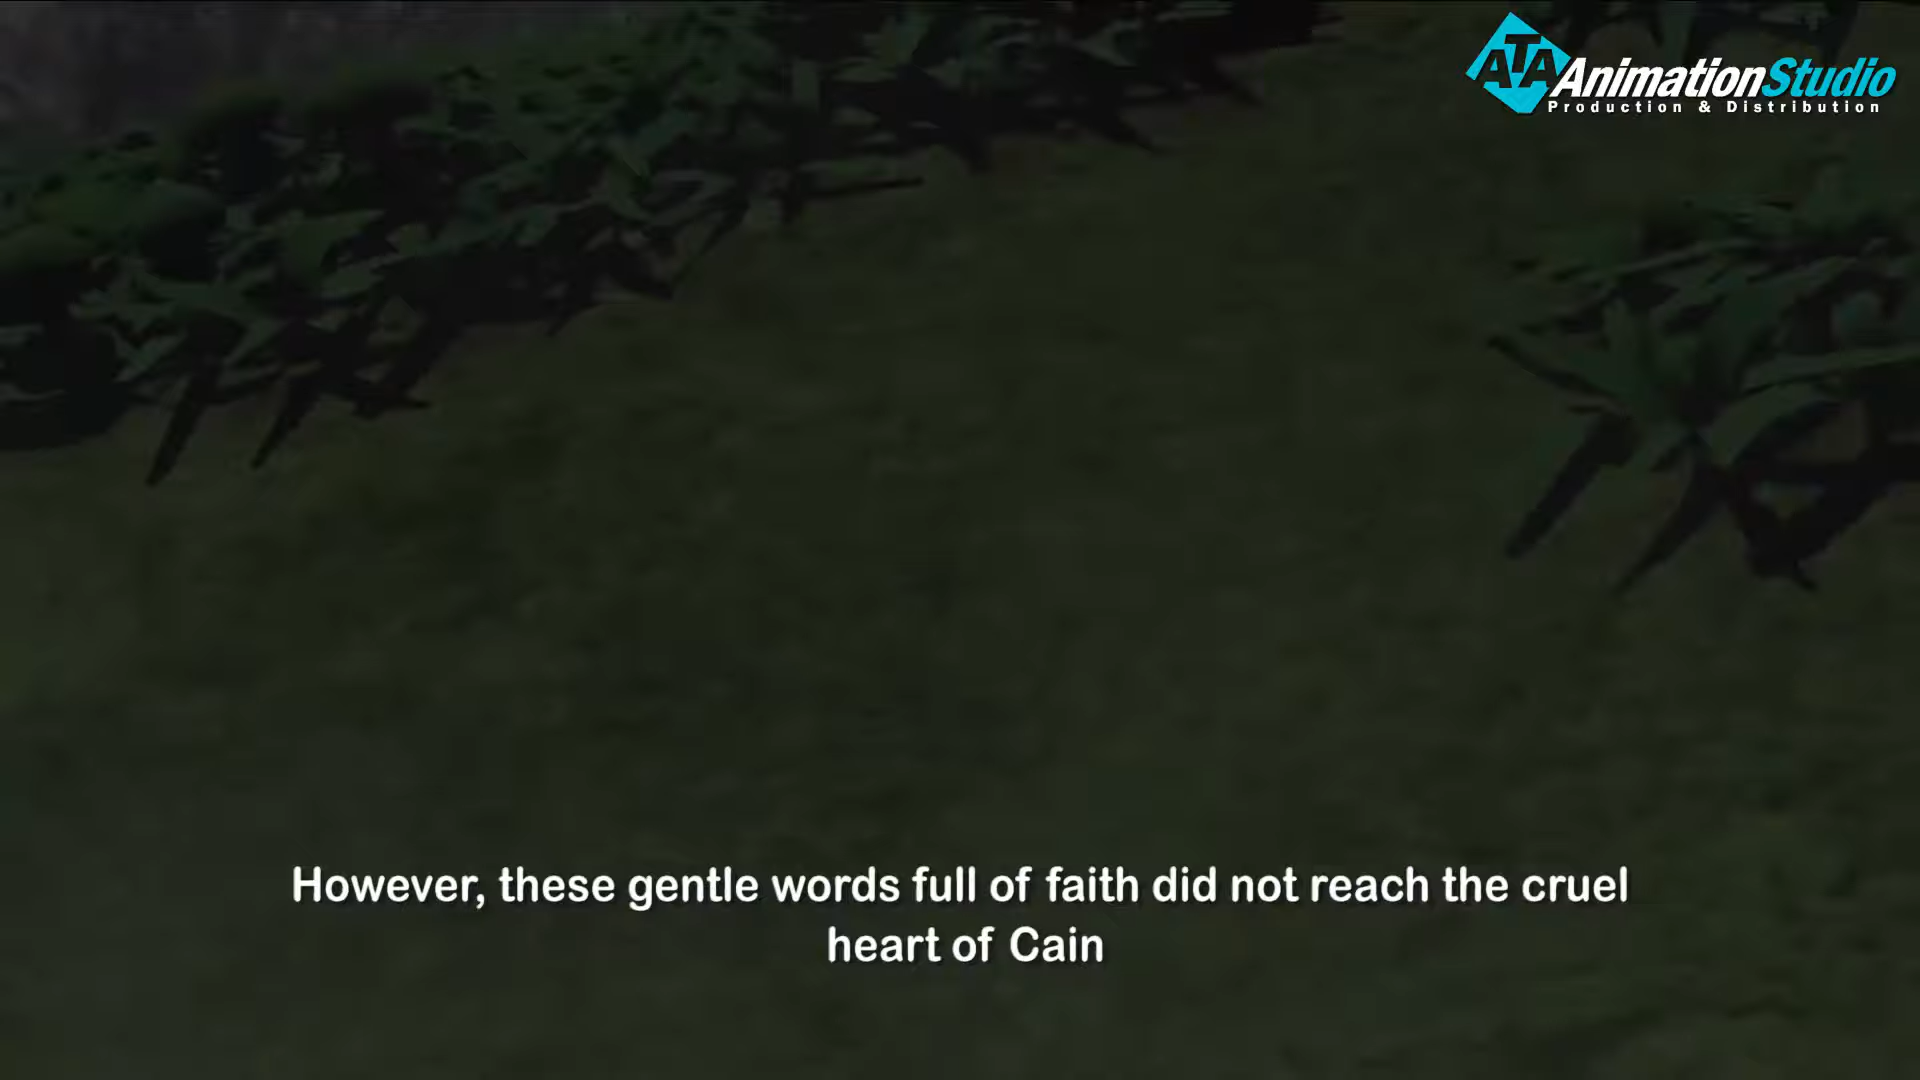 ATA AnimationStudio
Production & Distribution
However, these gentle words full of faith did not reach the cruel
heart of Cain